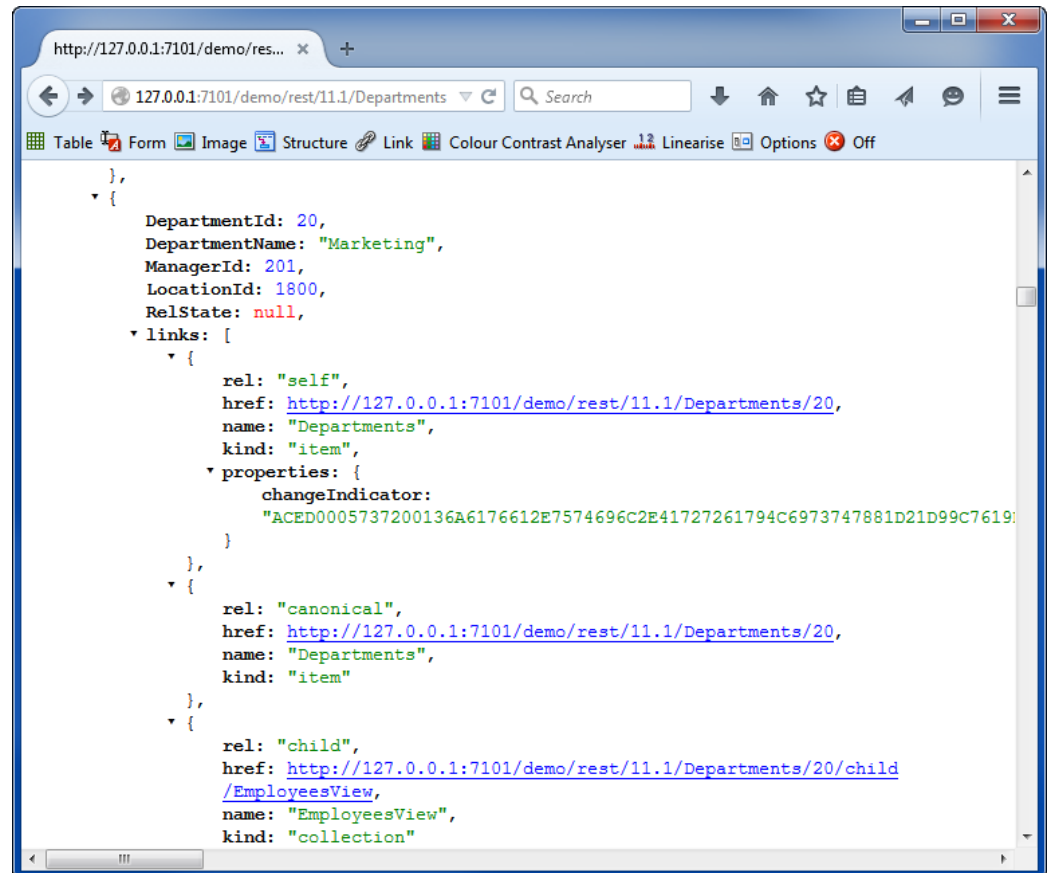 http://127.0.0.1:7101/demo/res...
127.0.0.1:7101/demo/rest/11.1/Departments Search
Table Form Image Structure Link Colour Contrast Analyser Linearise Options Off
},
{
DepartmentId: 20,
DepartmentName: "Marketing",
ManagerId: 201,
LocationId: 1800,
RelState: null,
links: [
{
rel: "self",
href: http://127.0.0.1:7101/demo/rest/11.1/Departments/20,
name: "Departments",
kind: "item",
properties: {
changeIndicator:
"ACED0005737200136A6176612E7574696C2E41727261794C6973747881D21D99C7619
}
},
{
rel: "canonical",
href: http://127.0.0.1:7101/demo/rest/11.1/Departments/20,
name: "Departments",
kind: "item"
},
{
rel: "child",
href: http://127.0.0.1:7101/demo/rest/11.1/Departments/20/child
/EmployeesView,
name: "EmployeesView",
kind: "collection"